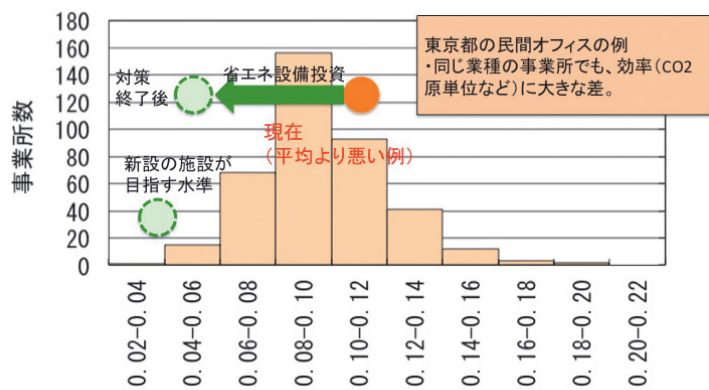 180
160
140
120
100
80
60
40
20
0
事業所数
対策
終了後
省エネ設備投資
現在
（平均より悪い例）
新設の施設が
目指す水準
東京都の民間オフィスの例
・同じ業種の事業所でも、効率（CO2
原単位など）に大きな差。
0.02-0.04
0.04-0.06
0.06-0.08
0.08-0.10
0.10-0.12
0.12-0.14
0.14-0.16
0.16-0.18
0.18-0.20
0.20-0.22